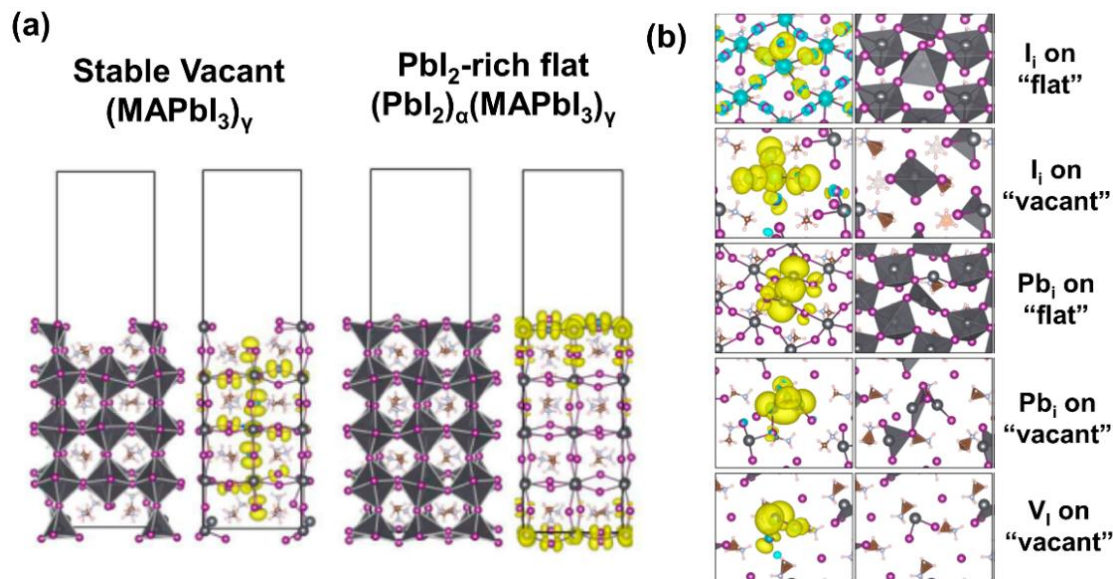 (a)
Stable Vacant
(MAPbI₃)ᵧ
PbI₂-rich flat
(PbI₂)α(MAPbI₃)ᵧ
(b)
Iᵢ on
“flat”
Iᵢ on
“vacant”
Pbᵢ on
“flat”
Pbᵢ on
“vacant”
V_I on
“vacant”